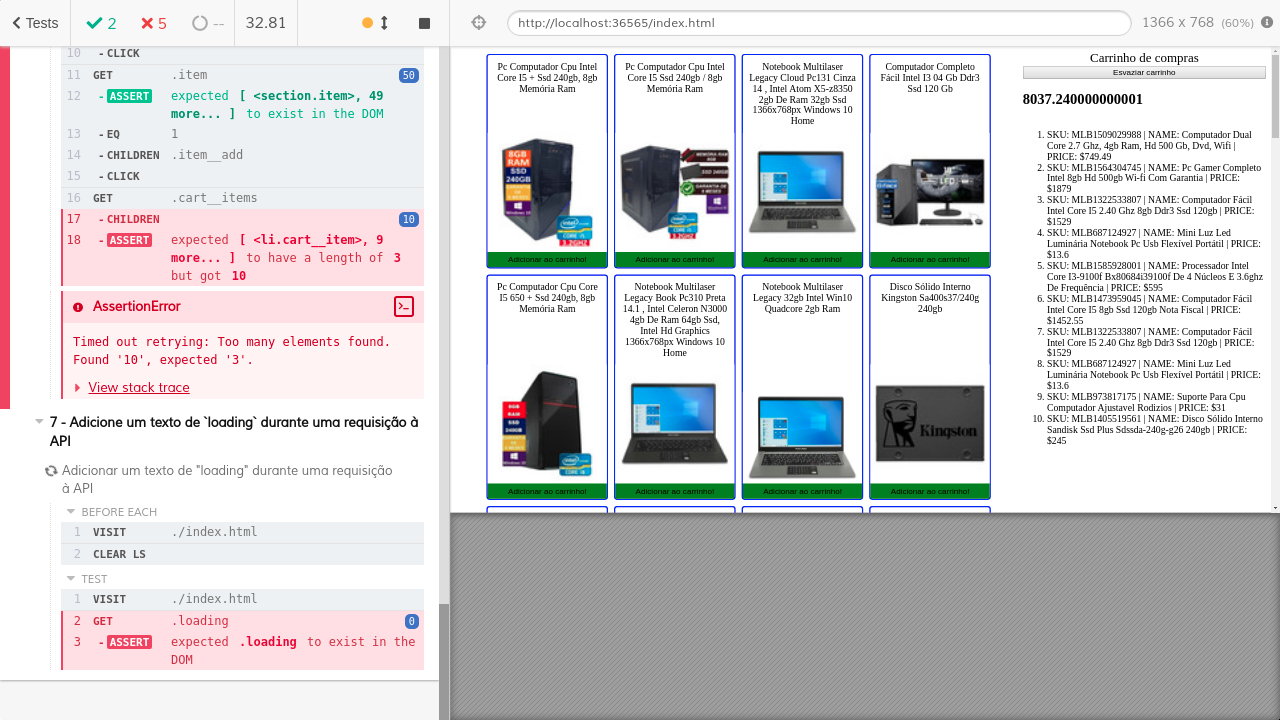 Tests
2
5
--
32.81
http://localhost:36565/index.html
1366 x 768 (60%)
10 - CLICK
11 GET .item 50
12 - ASSERT expected [ <section.item>, 49
more... ] to exist in the DOM
13 - EQ 1
14 - CHILDREN .item__add
15 - CLICK
16 GET .cart__items
17 - CHILDREN 10
18 - ASSERT expected [ <li.cart__item>, 9
more... ] to have a length of 3
but got 10
AssertionError
Timed out retrying: Too many elements found.
Found '10', expected '3'.
View stack trace
7 - Adicione um texto de `loading` durante uma requisição à
API
Adicionar um texto de "loading" durante uma requisição
à API
BEFORE EACH
1 VISIT ./index.html
2 CLEAR LS
TEST
1 VISIT ./index.html
2 GET .loading 0
3 - ASSERT expected .loading to exist in the
DOM
Pc Computador Cpu Intel
Core I5 + Ssd 240gb, 8gb
Memória Ram
Adicionar ao carrinho!
Pc Computador Cpu Intel
Core I5 Ssd 240gb / 8gb
Memória Ram
Adicionar ao carrinho!
Notebook Multilaser
Legacy Cloud Pc131 Cinza
14 , Intel Atom X5-z8350
2gb De Ram 32gb Ssd
1366x768px Windows 10
Home
Adicionar ao carrinho!
Computador Completo
Fácil Intel I3 04 Gb Ddr3
Ssd 120 Gb
Adicionar ao carrinho!
Pc Computador Cpu Core
I5 650 + Ssd 240gb, 8gb
Memória Ram
Adicionar ao carrinho!
Notebook Multilaser
Legacy Book Pc310 Preta
14.1 , Intel Celeron N3000
4gb De Ram 64gb Ssd,
Intel Hd Graphics
1366x768px Windows 10
Home
Adicionar ao carrinho!
Notebook Multilaser
Legacy 32gb Intel Win10
Quadcore 2gb Ram
Adicionar ao carrinho!
Disco Sólido Interno
Kingston Sa400s37/240g
240gb
Kingston
Adicionar ao carrinho!
Carrinho de compras
Esvaziar carrinho
8037.240000000001
1. SKU: MLB1509029988 | NAME: Computador Dual
Core 2.7 Ghz, 4gb Ram, Hd 500 Gb, Dvd, Wifi |
PRICE: $749.49
2. SKU: MLB1564304745 | NAME: Pc GamerCompleto
Intel 8gb Hd 500gb Wi-fi Com Garantia | PRICE:
$1879
3. SKU: MLB1322533807 | NAME: Computador Fácil
Intel Core I5 2.40 Ghz 8gb Ddr3 Ssd 120gb | PRICE:
$1529
4. SKU: MLB687124927 | NAME: Mini Luz Led
Luminária Notebook Pc Usb Flexível Portátil | PRICE:
$13.6
5. SKU: MLB1585928001 | NAME: Processador Intel
Core I3-9100f Bx80684i39100f De 4 Núcleos E 3.6ghz
De Frequência | PRICE: $595
6. SKU: MLB1473959045 | NAME: Computador Fácil
Intel Core I5 8gb Ssd 120gb Nota Fiscal | PRICE:
$1452.55
7. SKU: MLB1322533807 | NAME: Computador Fácil
Intel Core I5 2.40 Ghz 8gb Ddr3 Ssd 120gb | PRICE:
$1529
8. SKU: MLB687124927 | NAME: Mini Luz Led
Luminária Notebook Pc Usb Flexível Portátil | PRICE:
$13.6
9. SKU: MLB973817175 | NAME: Suporte Para Cpu
Computador Ajustavel Rodizios | PRICE: $31
10. SKU: MLB1405519561 | NAME: Disco Sólido Interno
Sandisk Ssd Plus Sdssda-240g-g26 240gb | PRICE:
$245